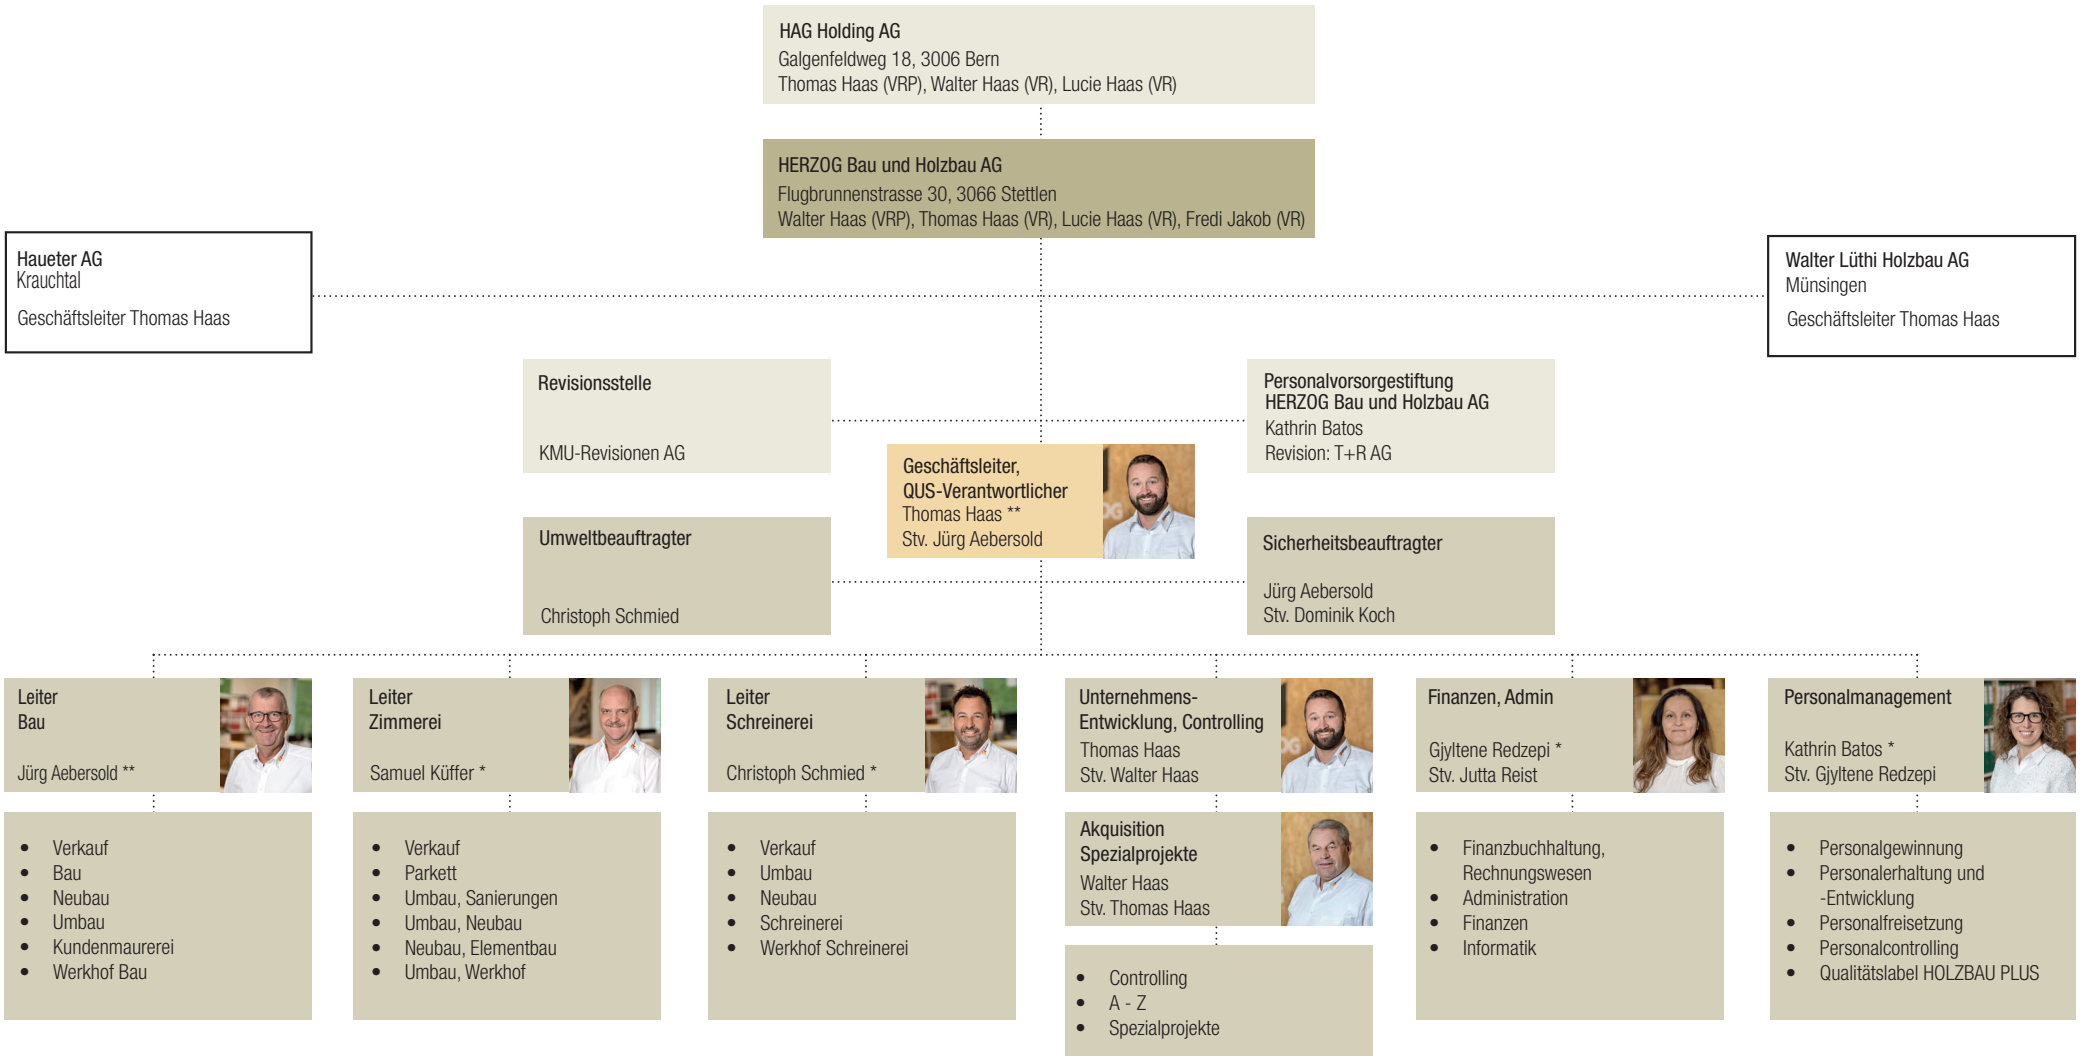 HAG Holding AG
Galgenfeldweg 18, 3006 Bern
Thomas Haas (VRP), Walter Haas (VR), Lucie Haas (VR)
HERZOG Bau und Holzbau AG
Flugbrunnenstrasse 30, 3066 Stettlen
Walter Haas (VRP), Thomas Haas (VR), Lucie Haas (VR), Fredi Jakob (VR)
Haueter AG
Krauchtal
Geschäftsleiter Thomas Haas
Walter Lüthi Holzbau AG
Münsingen
Geschäftsleiter Thomas Haas
Revisionsstelle
KMU-Revisionen AG
Personalvorsorgestiftung
HERZOG Bau und Holzbau AG
Kathrin Batos
Revision: T+R AG
Geschäftsleiter,
QUS-Verantwortlicher
Thomas Haas **
Stv. Jürg Aebersold
Umweltbeauftragter
Christoph Schmied
Sicherheitsbeauftragter
Jürg Aebersold
Stv. Dominik Koch
Leiter
Bau
Jürg Aebersold **
Leiter
Zimmerei
Samuel Küffer *
Leiter
Schreinerei
Christoph Schmied *
Unternehmens-
Entwicklung, Controlling
Thomas Haas
Stv. Walter Haas
Finanzen, Admin
Gjyltene Redzepi *
Stv. Jutta Reist
Personalmanagement
Kathrin Batos *
Stv. Gjyltene Redzepi
• Verkauf
• Bau
• Neubau
• Umbau
• Kundenmaurerei
• Werkhof Bau
• Verkauf
• Parkett
• Umbau, Sanierungen
• Umbau, Neubau
• Neubau, Elementbau
• Umbau, Werkhof
• Verkauf
• Umbau
• Neubau
• Schreinerei
• Werkhof Schreinerei
Akquisition
Spezialprojekte
Walter Haas
Stv. Thomas Haas
• Controlling
• A - Z
• Spezialprojekte
• Finanzbuchhaltung,
Rechnungswesen
• Administration
• Finanzen
• Informatik
• Personalgewinnung
• Personalerhaltung und
-Entwicklung
• Personalfreisetzung
• Personalcontrolling
• Qualitätslabel HOLZBAU PLUS